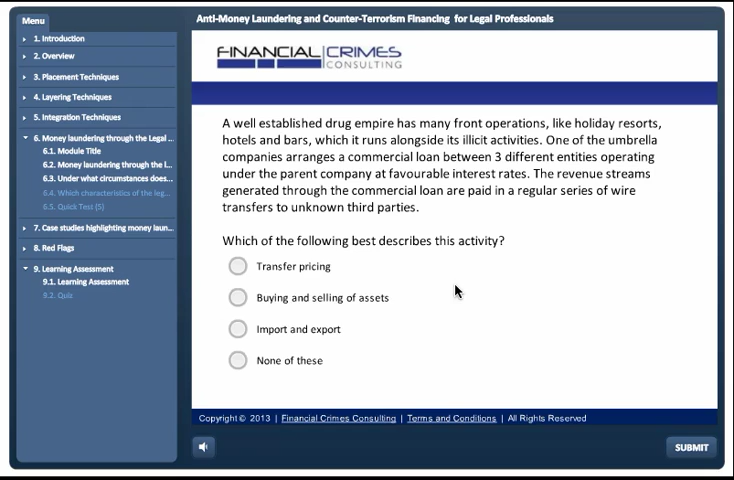 Menu
Anti-Money Laundering and Counter-Terrorism Financing for Legal Professionals
1. Introduction
2. Overview
3. Placement Techniques
4. Layering Techniques
5. Integration Techniques
6. Money laundering through the Legal ...
6.1. Module Title
6.2. Money laundering through the l...
6.3. Under what circumstances does...
6.4. Which characteristics of the leg...
6.5. Quick Test (5)
7. Case studies highlighting money laun...
8. Red Flags
9. Learning Assessment
9.1. Learning Assessment
9.2. Quiz
FINANCIAL CRIMES
CONSULTING
A well established drug empire has many front operations, like holiday resorts,
hotels and bars, which it runs alongside its illicit activities. One of the umbrella
companies arranges a commercial loan between 3 different entities operating
under the parent company at favourable interest rates. The revenue streams
generated through the commercial loan are paid in a regular series of wire
transfers to unknown third parties.
Which of the following best describes this activity?
Transfer pricing
Buying and selling of assets
Import and export
None of these
Copyright © 2013 | Financial Crimes Consulting | Terms and Conditions | All Rights Reserved
SUBMIT